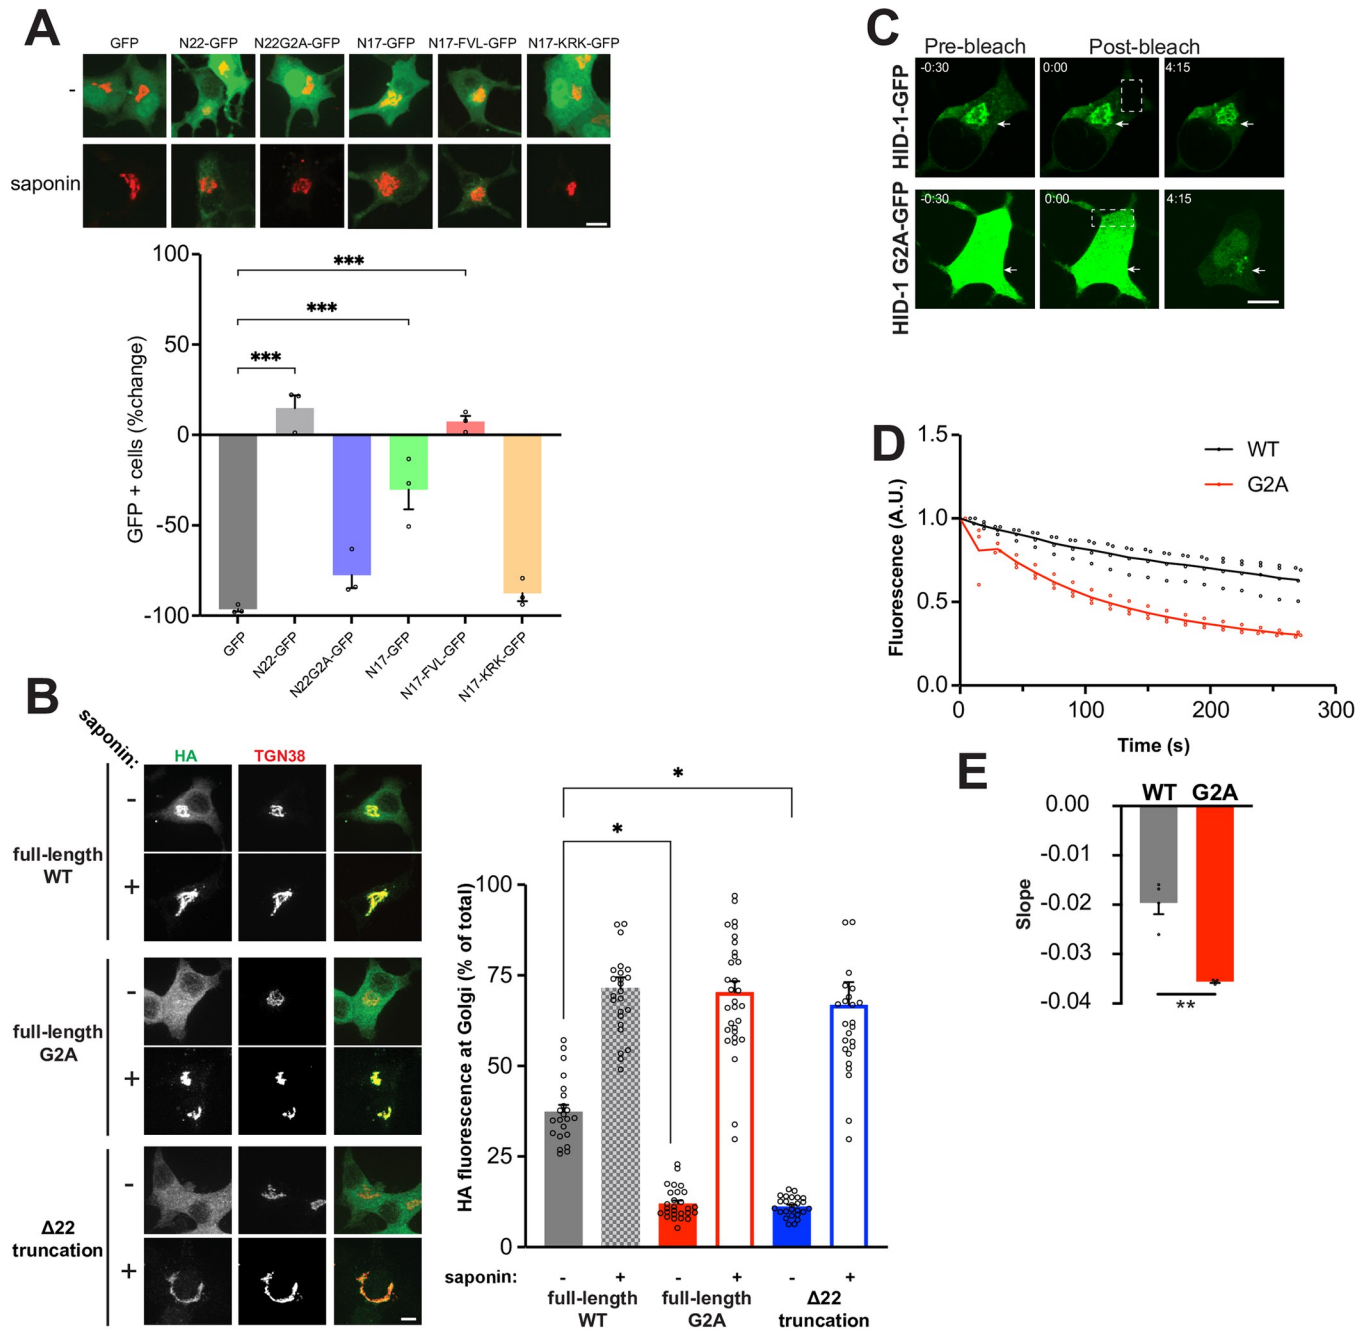 A
GFP
N22-GFP
N22G2A-GFP
N17-GFP
N17-FVL-GFP
N17-KRK-GFP
-
saponin
100
50
0
-50
-100
GFP + cells (%change)
***
***
***
GFP
N22-GFP
N22G2A-GFP
N17-GFP
N17-FVL-GFP
N17-KRK-GFP
B
saponin:
HA
TGN38
-
+
full-length
WT
-
+
full-length
G2A
-
+
Δ22
truncation
*
*
100
75
50
25
0
HA fluorescence at Golgi (% of total)
saponin:
-
+
-
+
-
+
full-length
WT
full-length
G2A
Δ22
truncation
C
Pre-bleach
Post-bleach
HID-1-GFP
-0:30
0:00
4:15
HID-1 G2A-GFP
-0:30
0:00
4:15
D
1.5
1.0
0.5
0.0
Fluorescence (A.U.)
WT
G2A
0
100
200
300
Time (s)
E
WT
G2A
0.00
-0.01
-0.02
-0.03
-0.04
Slope
**